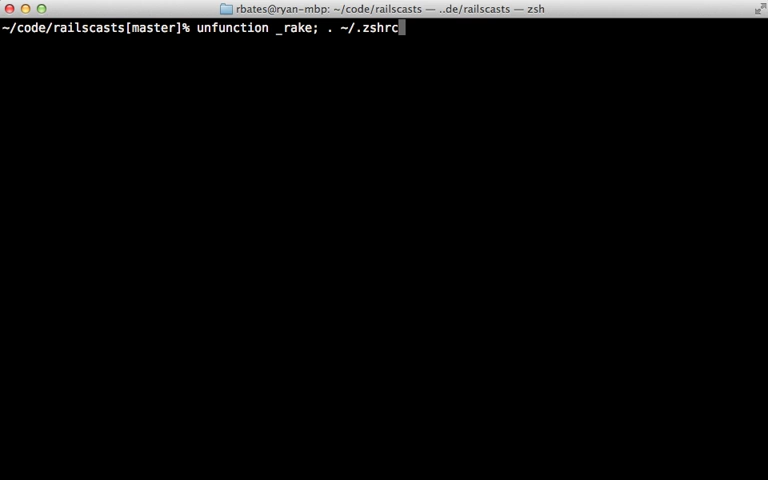 rbates@ryan-mbp: ~/code/railscasts — ..de/railscasts — zsh
~/code/railscasts[master]% unfunction _rake; . ~/.zshrc